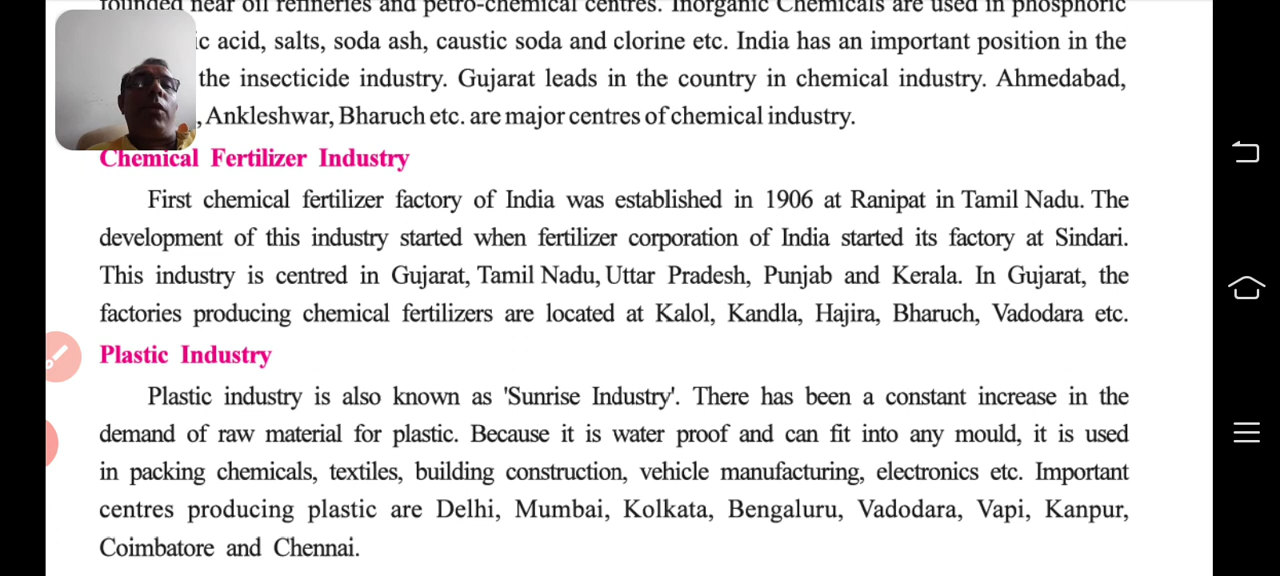 founded near oil refineries and petro-chemical centres. Inorganic Chemicals are used in phosphoric
ic acid, salts, soda ash, caustic soda and clorine etc. India has an important position in the
the insecticide industry. Gujarat leads in the country in chemical industry. Ahmedabad,
, Ankleshwar, Bharuch etc. are major centres of chemical industry.
Chemical Fertilizer Industry
First chemical fertilizer factory of India was established in 1906 at Ranipat in Tamil Nadu. The
development of this industry started when fertilizer corporation of India started its factory at Sindari.
This industry is centred in Gujarat, Tamil Nadu, Uttar Pradesh, Punjab and Kerala. In Gujarat, the
factories producing chemical fertilizers are located at Kalol, Kandla, Hajira, Bharuch, Vadodara etc.
Plastic Industry
Plastic industry is also known as 'Sunrise Industry'. There has been a constant increase in the
demand of raw material for plastic. Because it is water proof and can fit into any mould, it is used
in packing chemicals, textiles, building construction, vehicle manufacturing, electronics etc. Important
centres producing plastic are Delhi, Mumbai, Kolkata, Bengaluru, Vadodara, Vapi, Kanpur,
Coimbatore and Chennai.